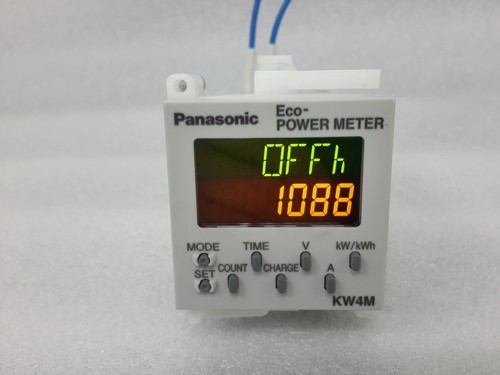 Panasonic
Eco-
POWER METER
OFFh
1088
MODE TIME V kW/kWh
SET COUNT CHARGE A
KW4M